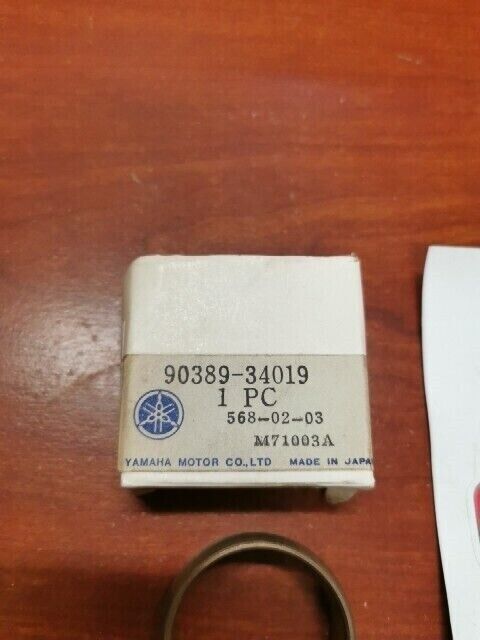 90389-34019
1 PC
568-02-03
M71003A
YAMAHA MOTOR CO.,LTD MADE IN JAPAN